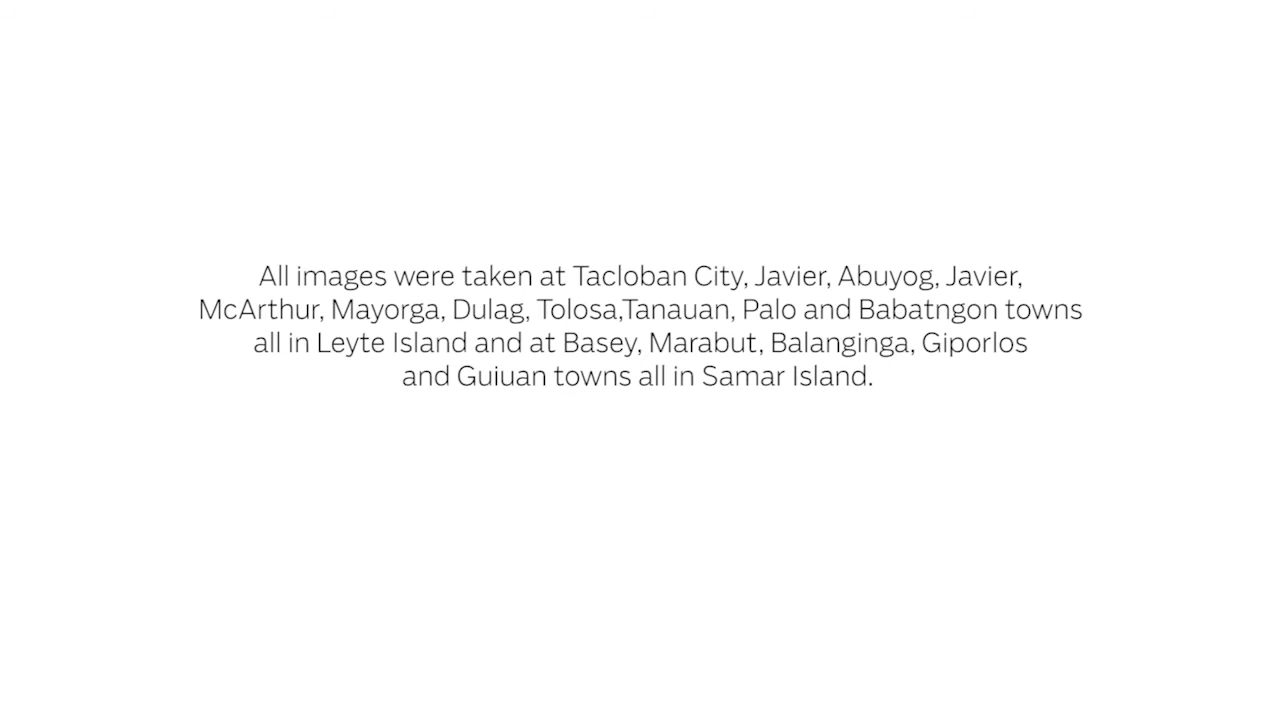 All images were taken at Tacloban City, Javier, Abuyog, Javier,
McArthur, Mayorga, Dulag, Tolosa,Tanauan, Palo and Babatngon towns
all in Leyte Island and at Basey, Marabut, Balanginga, Giporlos
and Guiuan towns all in Samar Island.